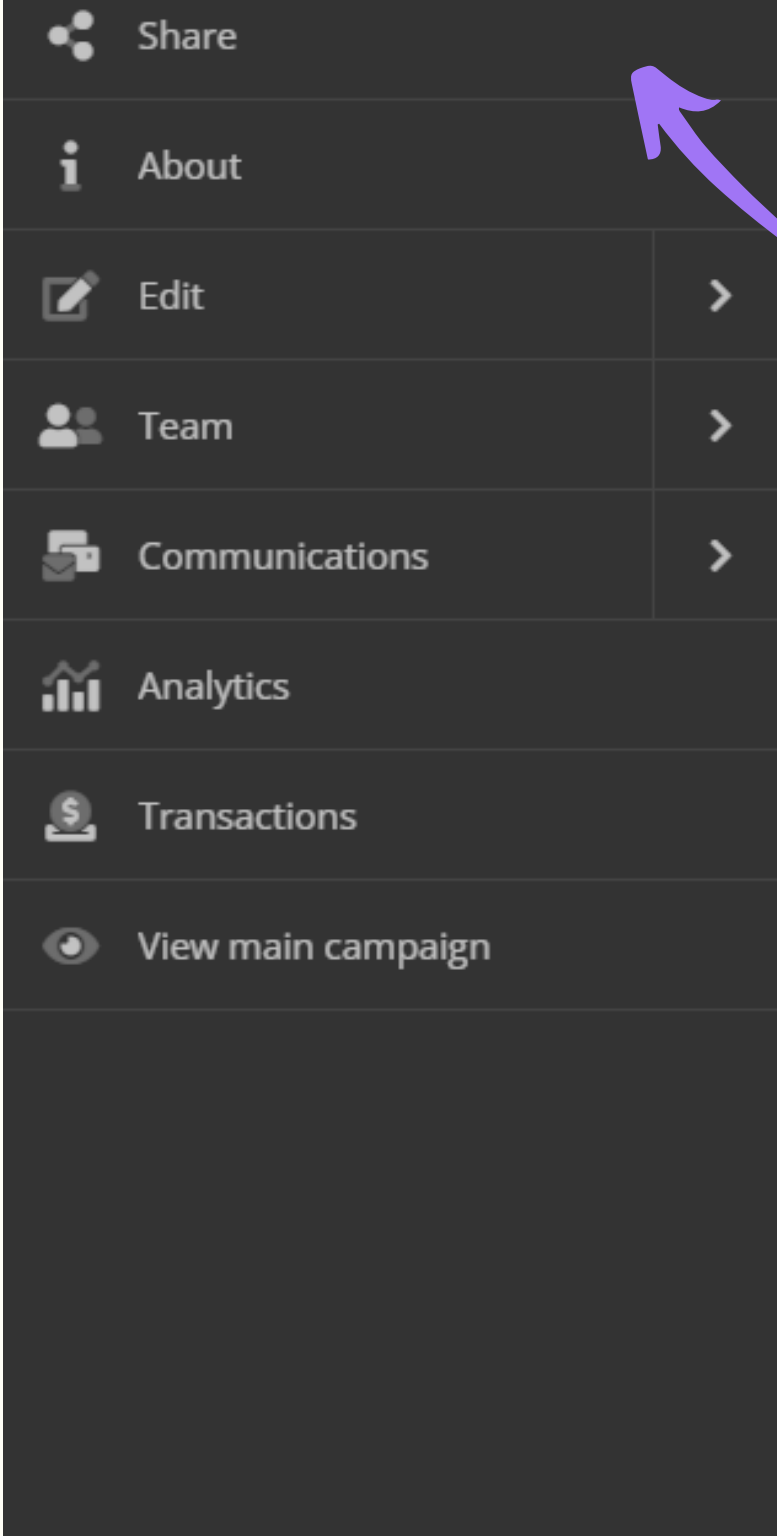 Share
About
Edit
Team
Communications
Analytics
Transactions
View main campaign